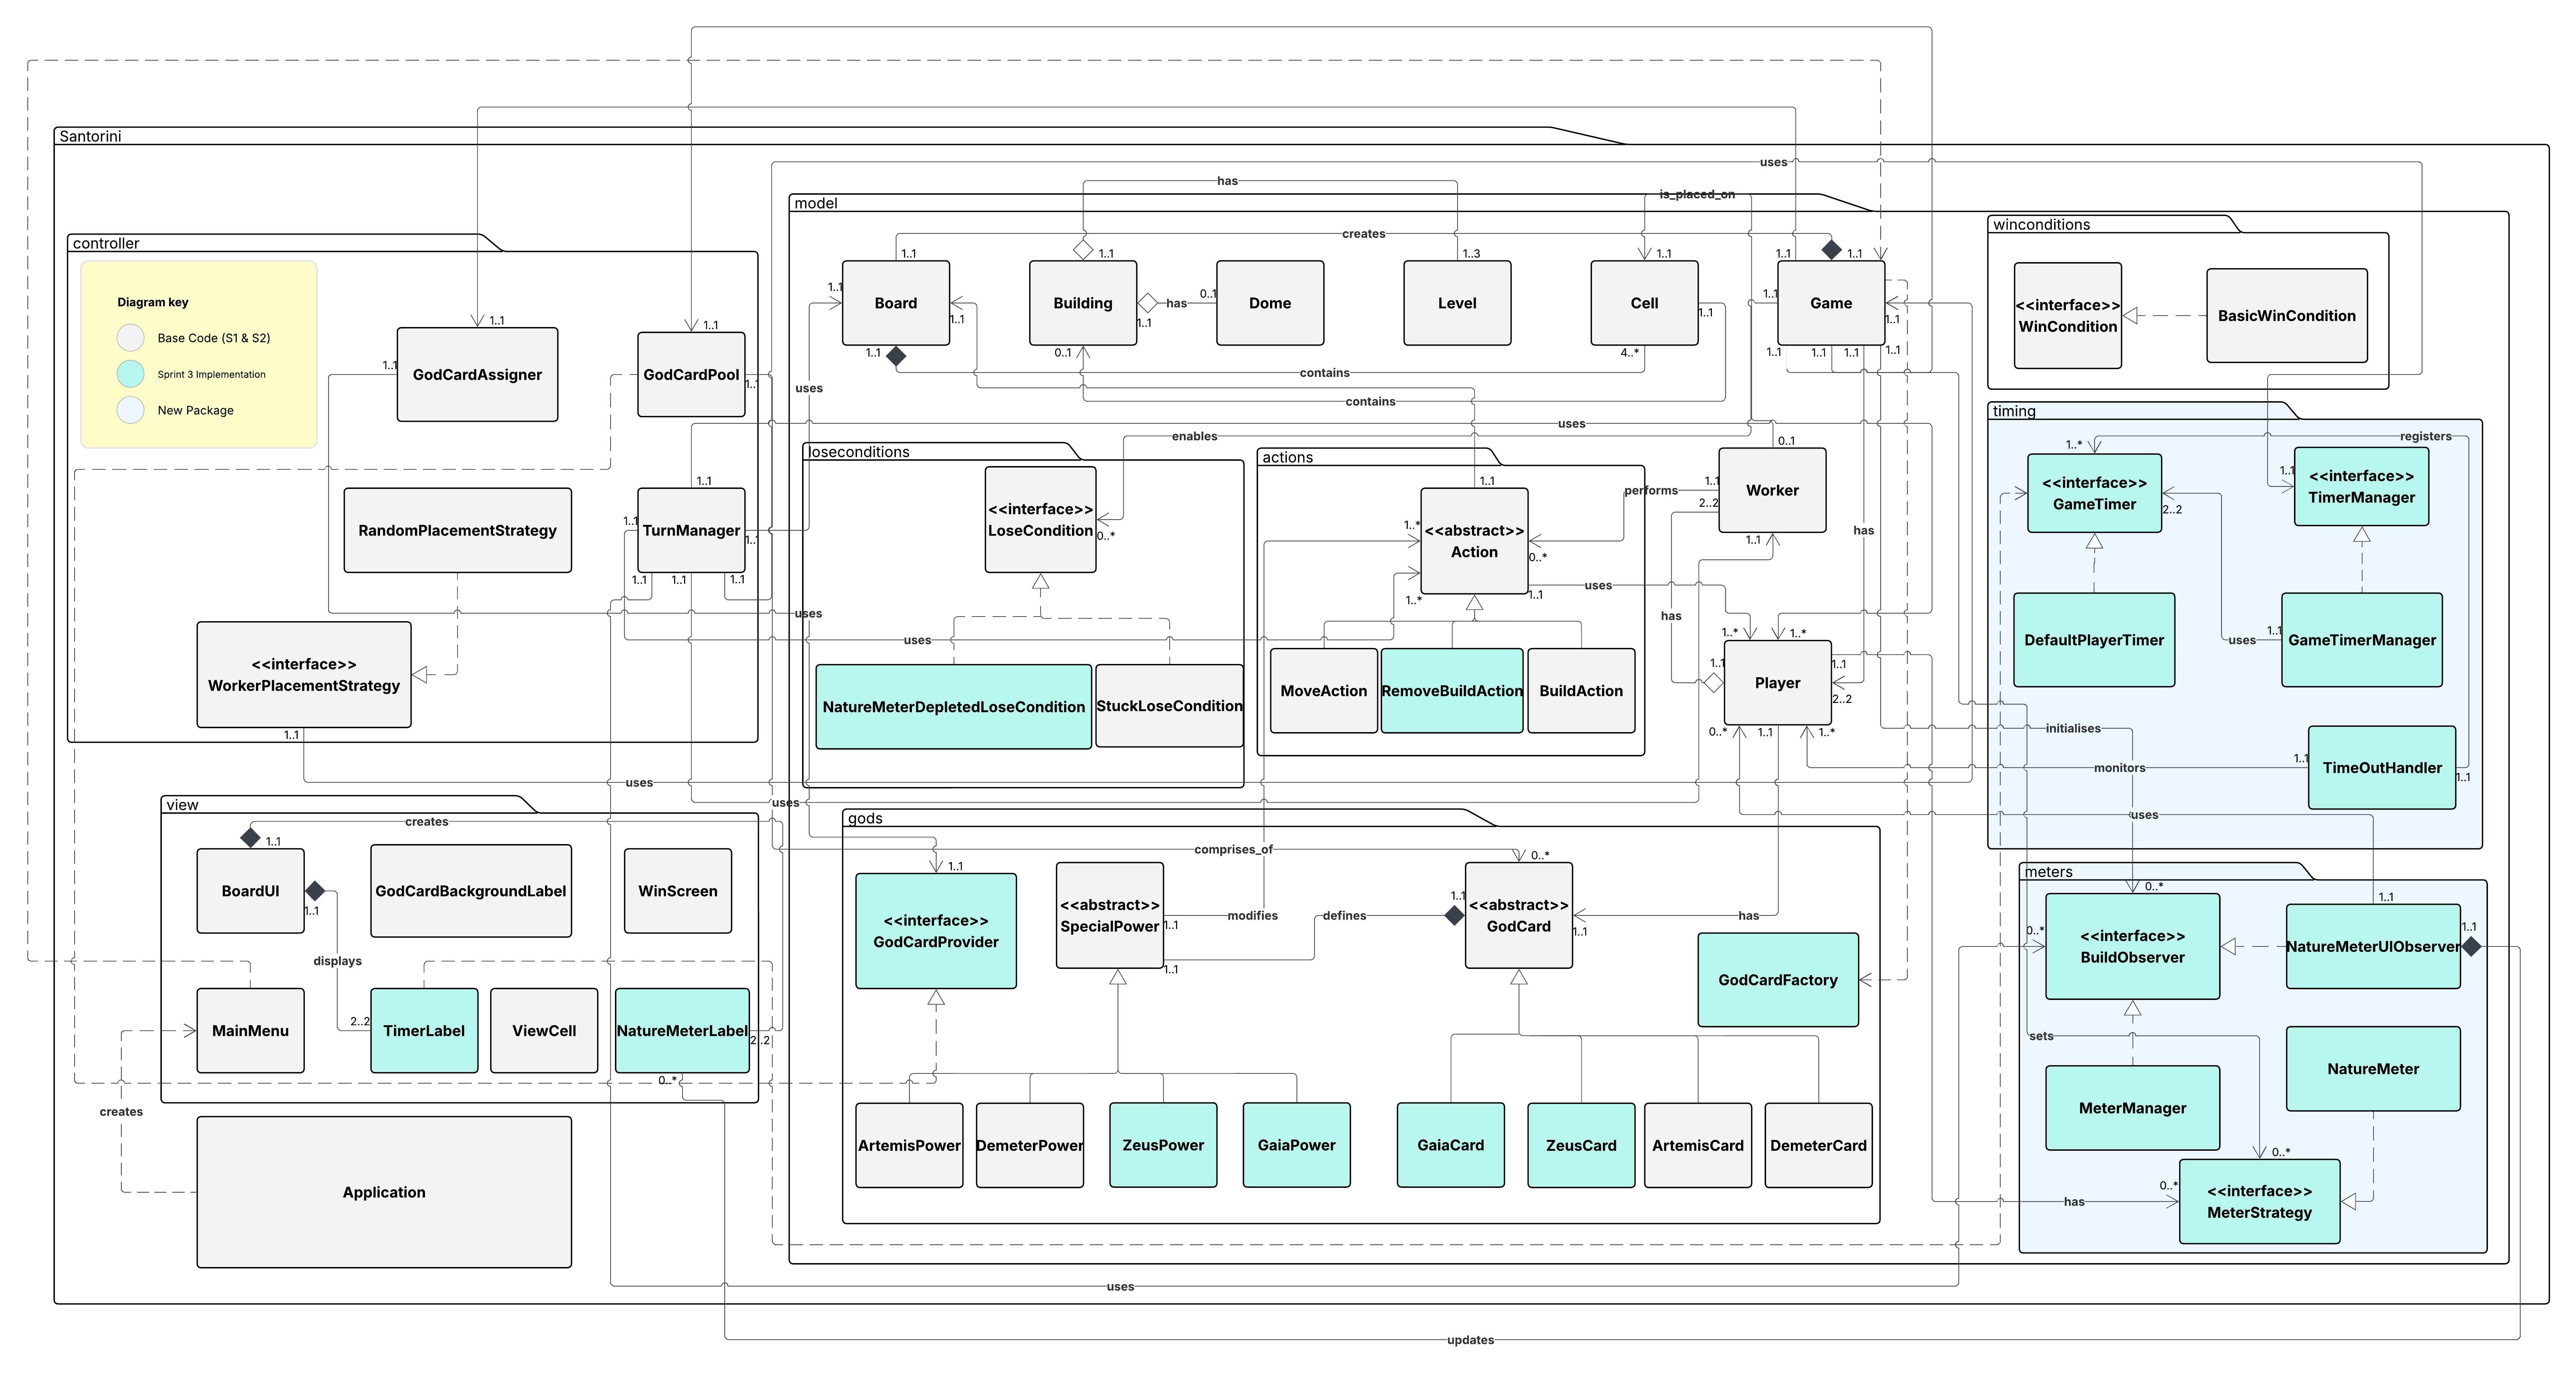 Santorini
uses
has
is_placed_on
model
controller
winconditions
Diagram key
Base Code (S1 & S2)
Sprint 3 Implementation
New Package
creates
1..1
1..1
1..3
1..1
1..1
1..1
Board
Building
has
Dome
Level
Cell
Game
1..1
1..1
0..1
1..1
1..1
1..1
1..1
1..1
<<interface>>
WinCondition
BasicWinCondition
1..1
1..1
GodCardAssigner
GodCardPool
1..1
1..1
1..1
0..1
4..*
1..1
1..1
1..1
1..1
contains
contains
uses
enables
uses
timing
registers
1..*
1..1
<<interface>>
GameTimer
2..2
<<interface>>
TimerManager
loseconditions
actions
0..1
RandomPlacementStrategy
1..1
TurnManager
1..1
1..1
1..1
1..1
1..1
<<interface>>
LoseCondition
0..*
1..1
<<abstract>>
Action
1..*
0..*
1..*
1..1
performs
1..1
2..2
Worker
1..1
has
uses
has
uses
uses
<<interface>>
WorkerPlacementStrategy
1..1
NatureMeterDepletedLoseCondition
StuckLoseCondition
MoveAction
RemoveBuildAction
BuildAction
1..*
1..*
1..1
1..1
Player
2..2
0..*
1..1
1..*
DefaultPlayerTimer
uses
1..1
GameTimerManager
initialises
monitors
1..1
TimeOutHandler
1..1
uses
uses
uses
view
creates
1..1
BoardUI
1..1
GodCardBackgroundLabel
WinScreen
displays
MainMenu
2..2
TimerLabel
ViewCell
NatureMeterLabel
2..2
0..*
creates
Application
gods
comprises_of
1..1
<<interface>>
GodCardProvider
<<abstract>>
SpecialPower
1..1
1..1
modifies
defines
0..*
1..1
<<abstract>>
GodCard
1..1
has
GodCardFactory
ArtemisPower
DemeterPower
ZeusPower
GaiaPower
GaiaCard
ZeusCard
ArtemisCard
DemeterCard
meters
0..*
0..*
<<interface>>
BuildObserver
1..1
NatureMeterUIObserver
1..1
sets
MeterManager
NatureMeter
0..*
0..*
has
<<interface>>
MeterStrategy
uses
updates